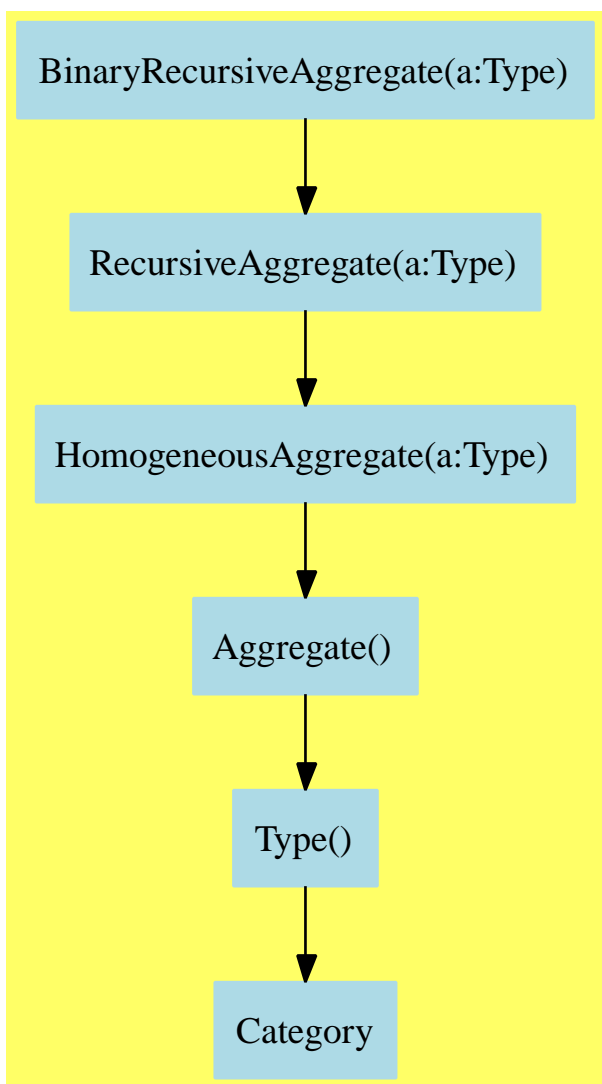 BinaryRecursiveAggregate(a:Type)
RecursiveAggregate(a:Type)
HomogeneousAggregate(a:Type)
Aggregate()
Type()
Category